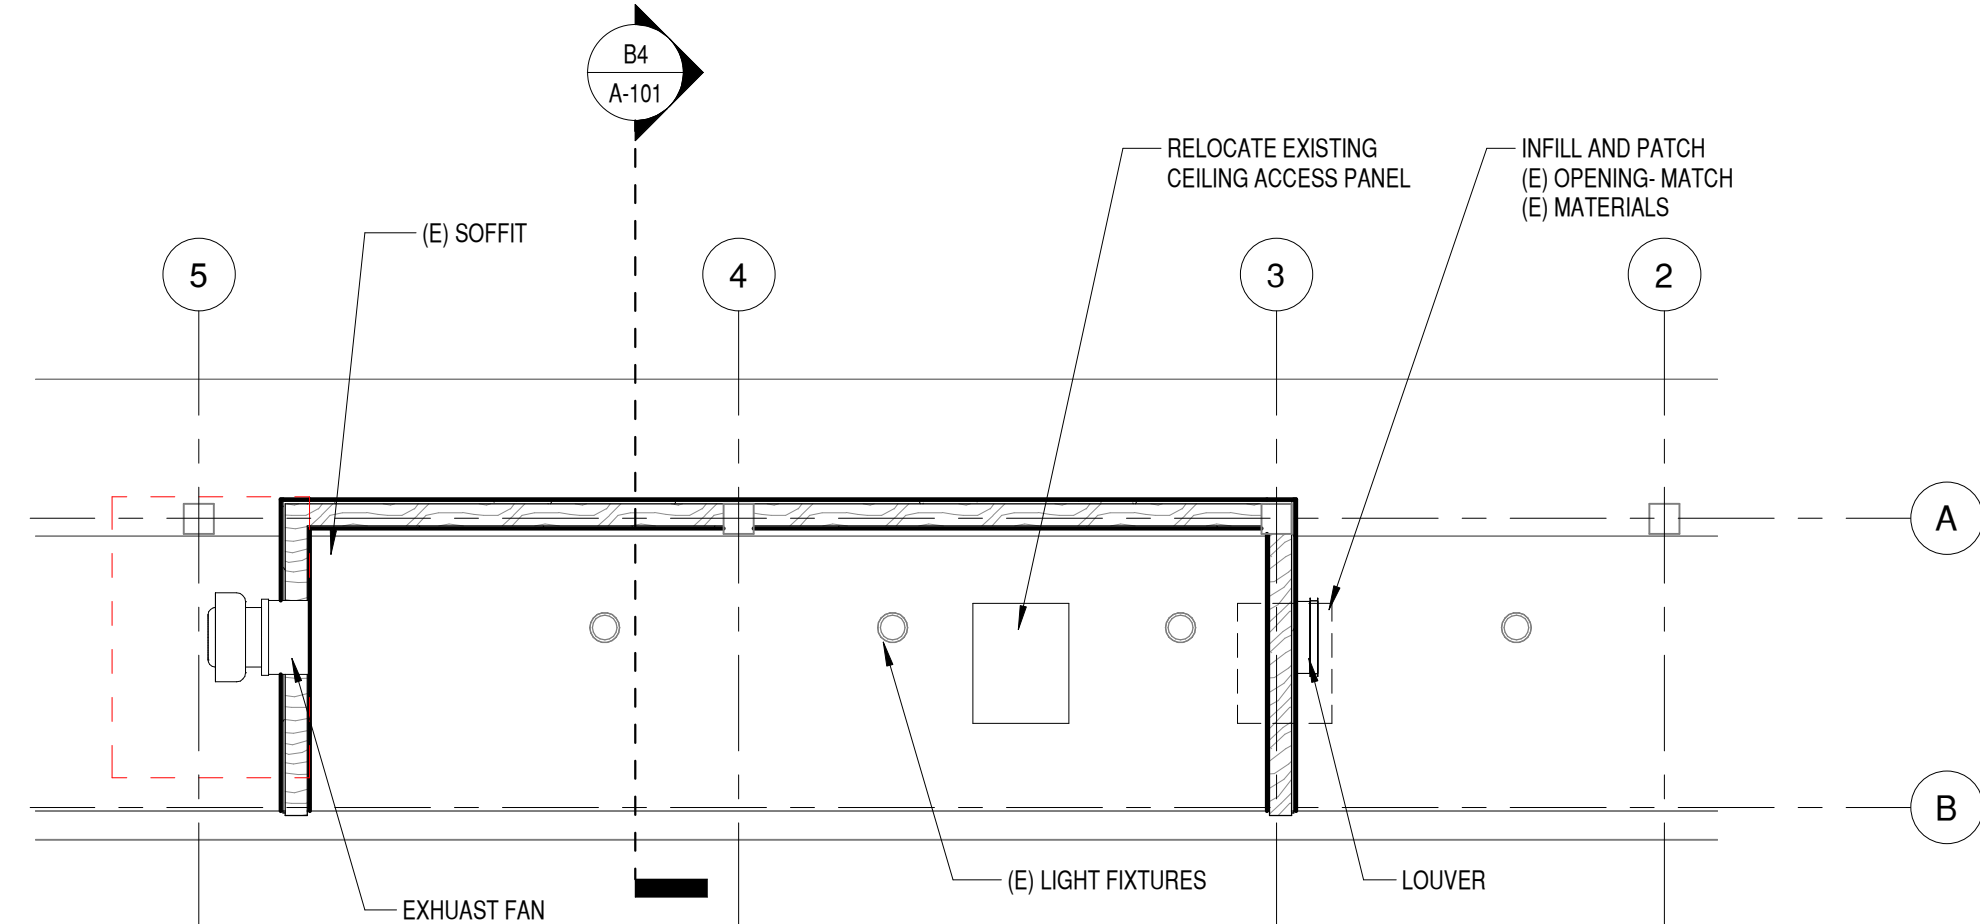 B4
A-101
RELOCATE EXISTING
CEILING ACCESS PANEL
INFILL AND PATCH
(E) OPENING- MATCH
(E) MATERIALS
(E) SOFFIT
5
4
3
2
A
B
(E) LIGHT FIXTURES
LOUVER
EXHUAST FAN